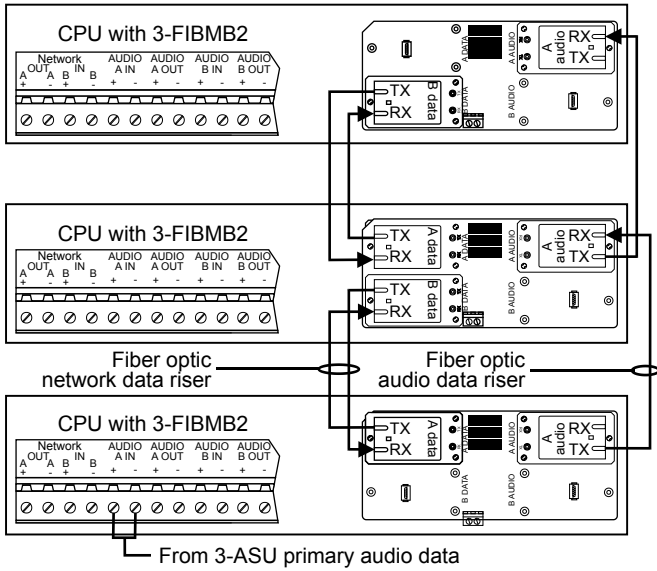 CPU with 3-FIBMB2
Network
OUT IN
A A B B
+ - + -
AUDIO AUDIO AUDIO AUDIO
A IN A OUT B IN B OUT
+ - + - + - + -
TX
RX
B data
A DATA
B DATA
A AUDIO
B AUDIO
A
audio
RX
TX
CPU with 3-FIBMB2
Network
OUT IN
A A B B
+ - + -
AUDIO AUDIO AUDIO AUDIO
A IN A OUT B IN B OUT
+ - + - + - + -
TX
RX
A data
TX
RX
B data
A DATA
B DATA
A AUDIO
B AUDIO
A
audio
RX
TX
Fiber optic
network data riser
Fiber optic
audio data riser
CPU with 3-FIBMB2
Network
OUT IN
A A B B
+ - + -
AUDIO AUDIO AUDIO AUDIO
A IN A OUT B IN B OUT
+ - + - + - + -
TX
RX
A data
A DATA
B DATA
A AUDIO
B AUDIO
A
audio
RX
TX
From 3-ASU primary audio data